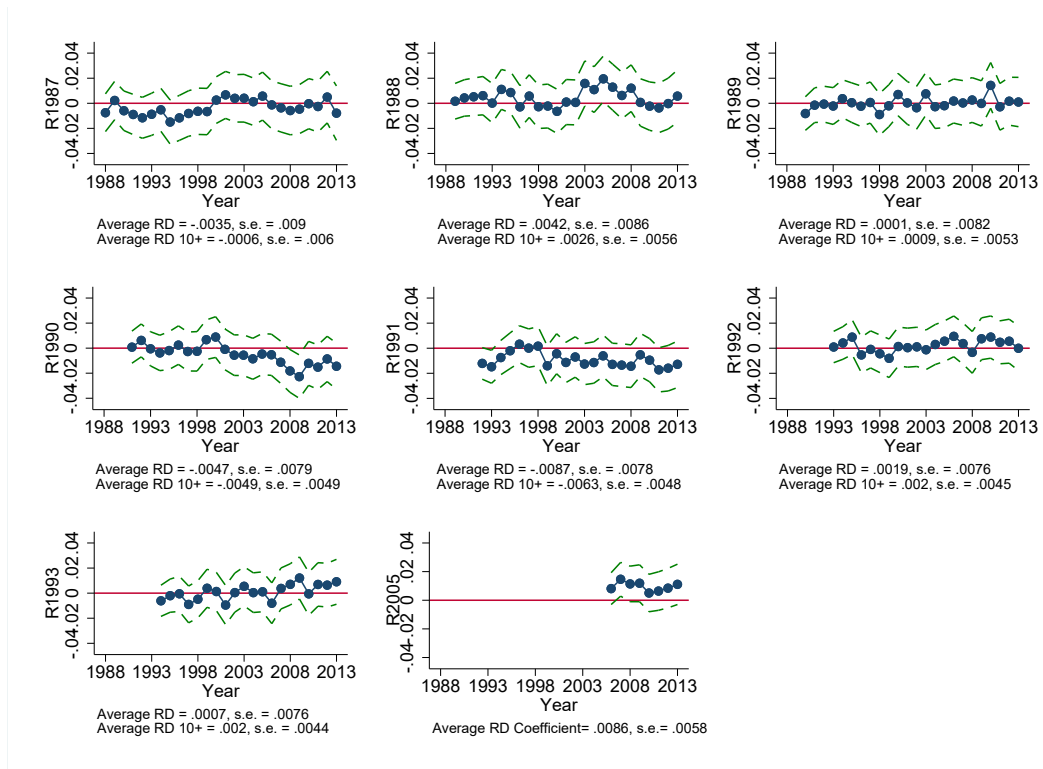 R1987
-.04-.02 0 .02.04
1988 1993 1998 2003 2008 2013
Year
Average RD = -.0035, s.e. = .009
Average RD 10+ = -.0006, s.e. = .006
R1988
-.04-.02 0 .02.04
1988 1993 1998 2003 2008 2013
Year
Average RD = .0042, s.e. = .0086
Average RD 10+ = .0026, s.e. = .0056
R1989
-.04-.02 0 .02.04
1988 1993 1998 2003 2008 2013
Year
Average RD = .0001, s.e. = .0082
Average RD 10+ = .0009, s.e. = .0053
R1990
-.04-.02 0 .02.04
1988 1993 1998 2003 2008 2013
Year
Average RD = -.0047, s.e. = .0079
Average RD 10+ = -.0049, s.e. = .0049
R1991
-.04-.02 0 .02.04
1988 1993 1998 2003 2008 2013
Year
Average RD = -.0087, s.e. = .0078
Average RD 10+ = -.0063, s.e. = .0048
R1992
-.04-.02 0 .02.04
1988 1993 1998 2003 2008 2013
Year
Average RD = .0019, s.e. = .0076
Average RD 10+ = .002, s.e. = .0045
R1993
-.04-.02 0 .02.04
1988 1993 1998 2003 2008 2013
Year
Average RD = .0007, s.e. = .0076
Average RD 10+ = .002, s.e. = .0044
R2005
-.04-.02 0 .02.04
1988 1993 1998 2003 2008 2013
Year
Average RD Coefficient= .0086, s.e.= .0058